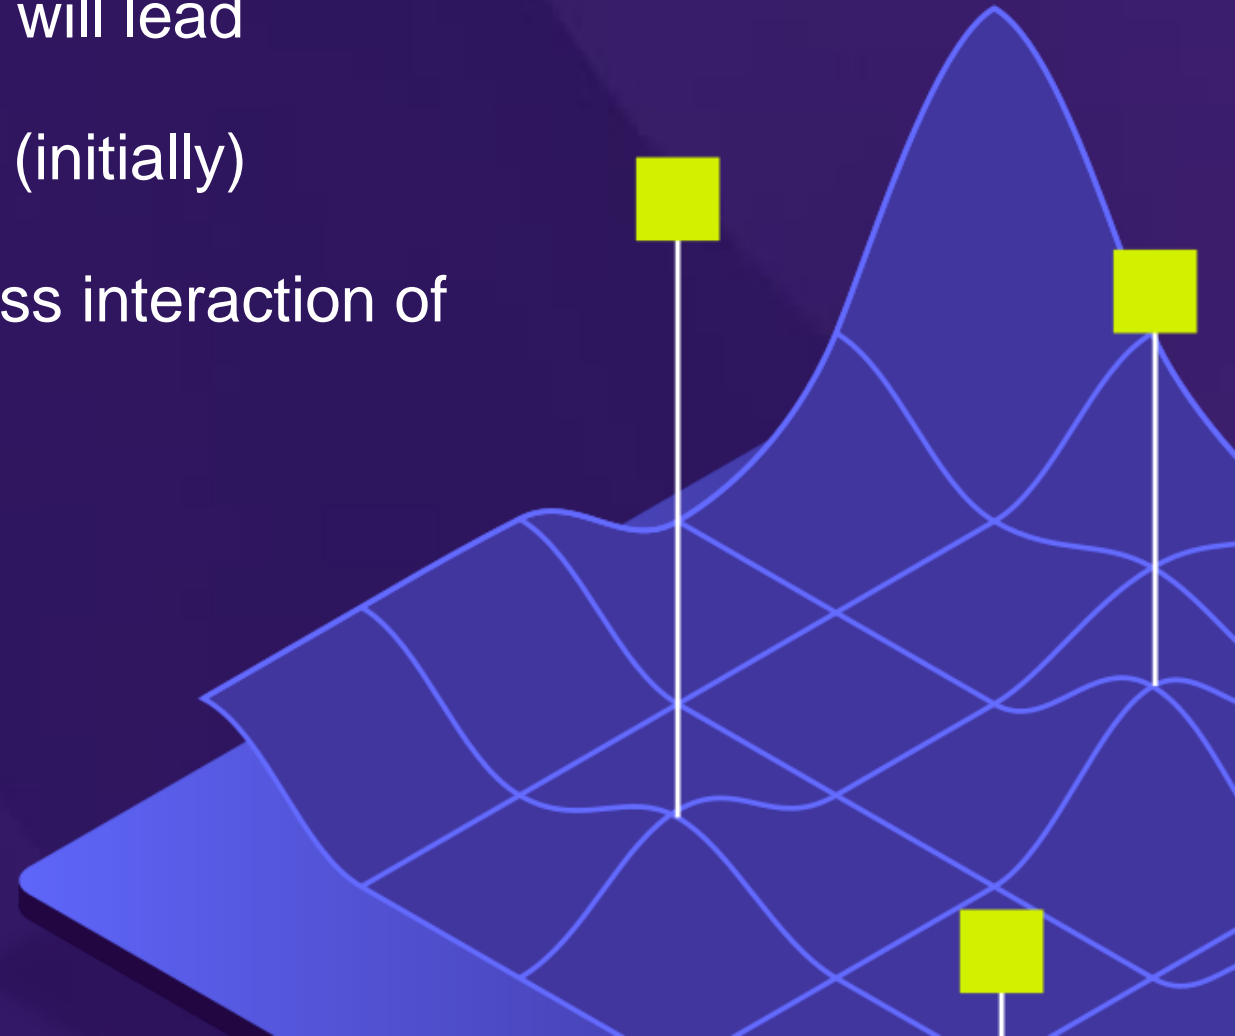 will lead
(initially)
ss interaction of